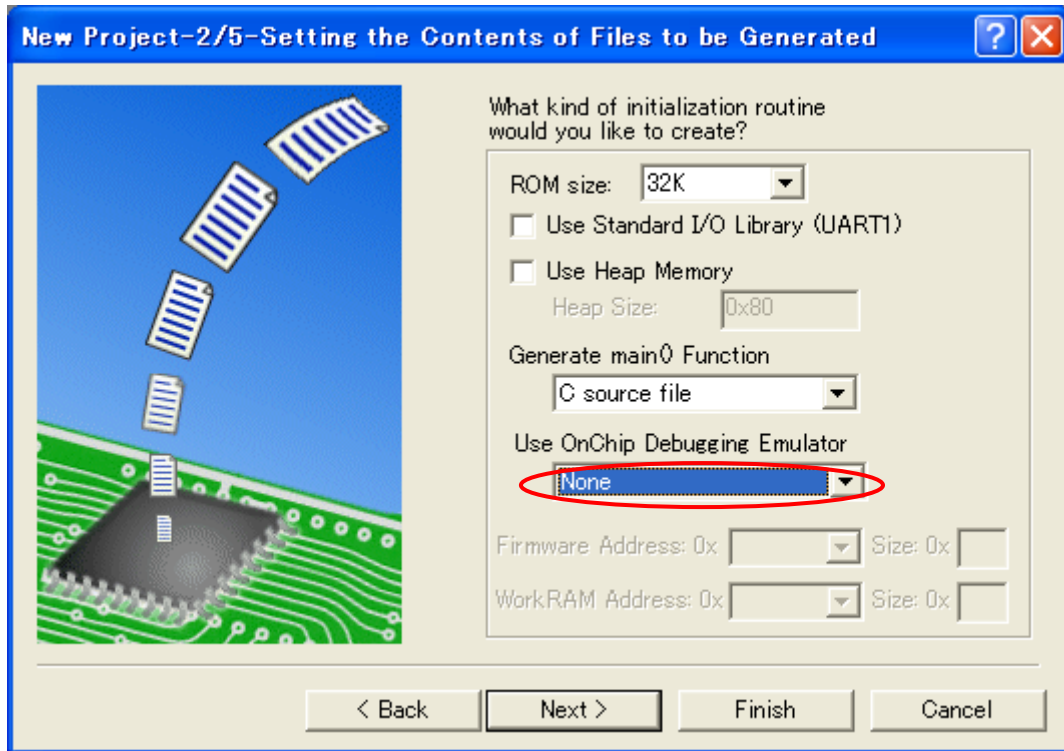 New Project-2/5-Setting the Contents of Files to be Generated
What kind of initialization routine
would you like to create?
ROM size: 32K
Use Standard I/O Library (UART1)
Use Heap Memory
Heap Size: 0x80
Generate main() Function
C source file
Use OnChip Debugging Emulator
None
Firmware Address: 0x Size: 0x
WorkRAM Address: 0x Size: 0x
< Back Next > Finish Cancel